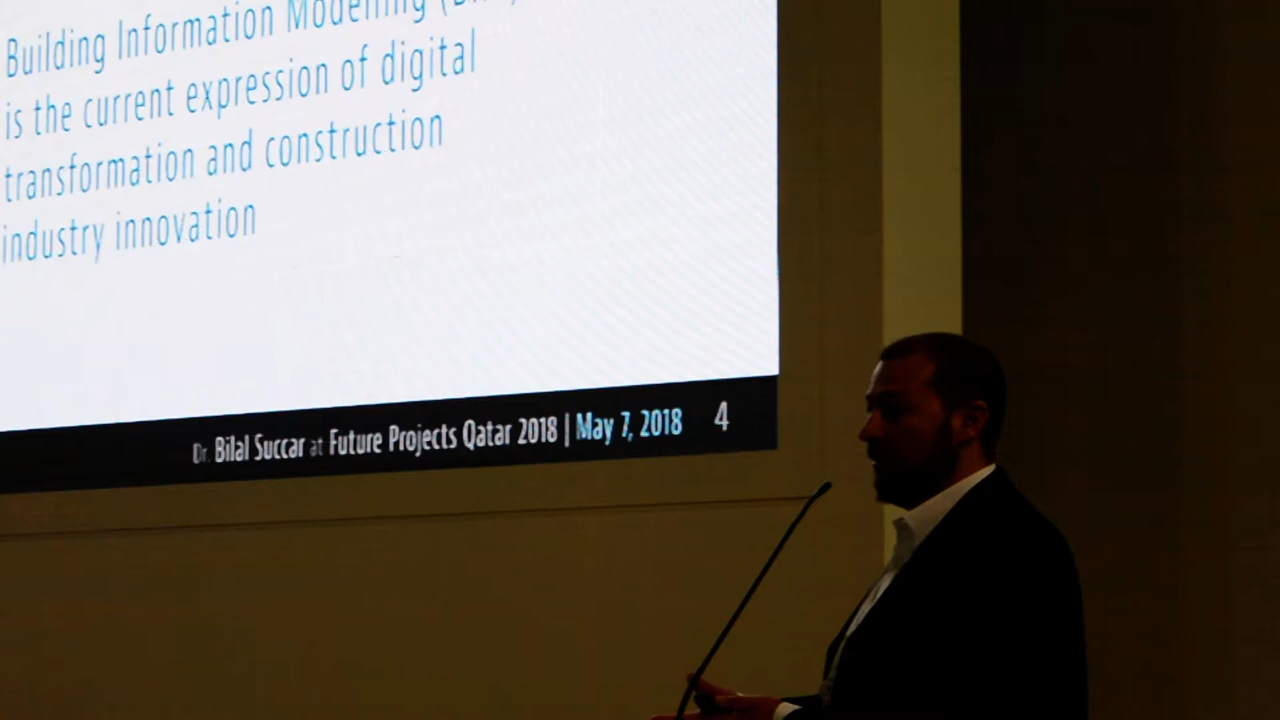 Building Information Modelling
is the current expression of digital
transformation and construction
industry innovation
Dr. Bilal Succar at Future Projects Qatar 2018 | May 7, 2018 4